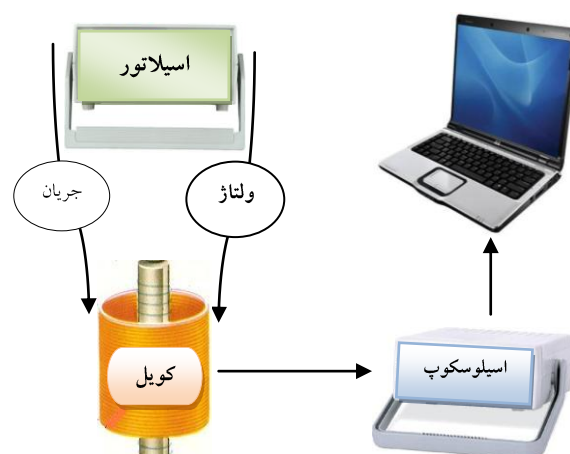 اسیلاتور
جریان
ولتاژ
کویل
اسیلوسکوپ